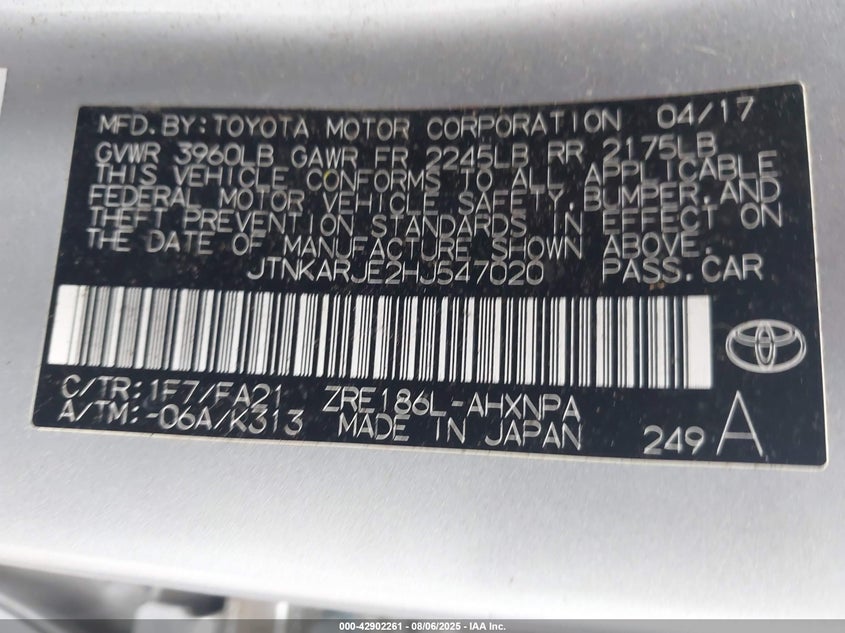 MFD.BY:TOYOTA MOTOR CORPORATION 04/17
GVWR 3960LB GAWR FR 2245LB RR 2175LB
THIS VEHICLE CONFORMS TO ALL APPLICABLE
FEDERAL MOTOR VEHICLE SAFETY,BUMPER,AND
THEFT PREVENTION STANDARDS IN EFFECT ON
THE DATE OF MANUFACTURE SHOWN ABOVE.
JTNKARJE2HJ547020 PASS.CAR
C/TR:1F7/FA21 ZRE186L-AHXNPA
A/TM:-06A/K313 MADE IN JAPAN 249 A
000-42902261 - 08/06/2025 - IAA Inc.